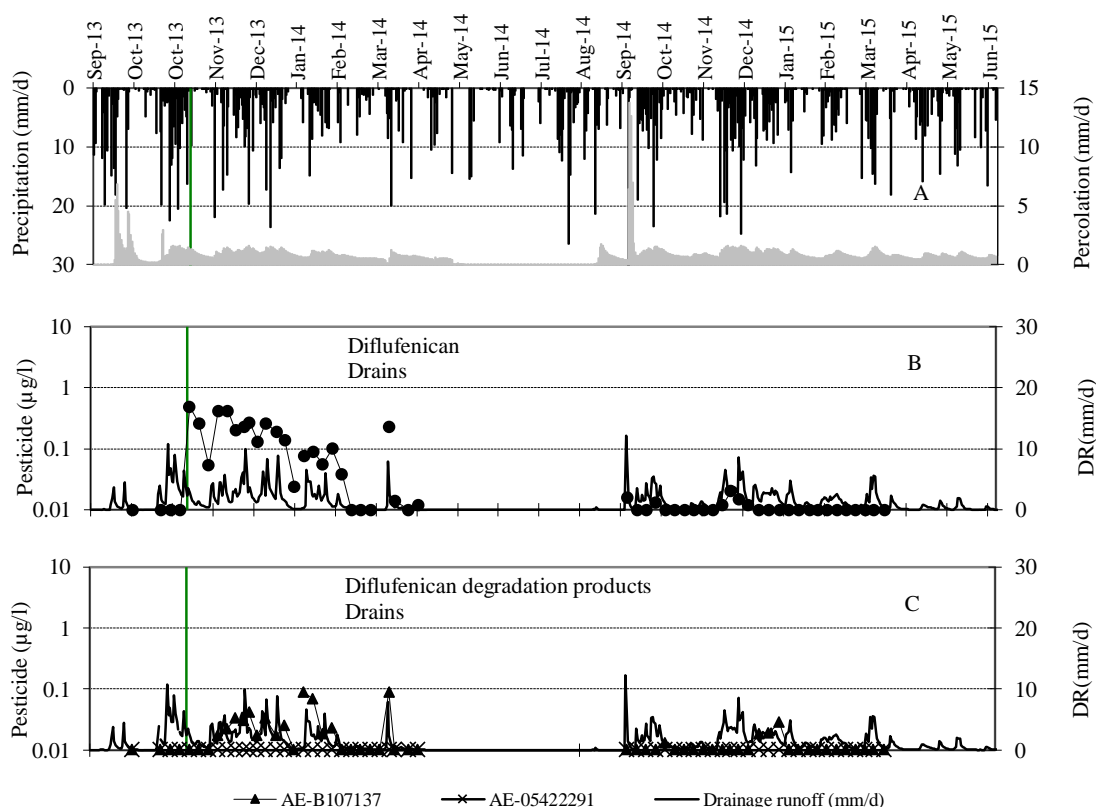 Sep-13 Oct-13 Oct-13 Nov-13 Dec-13 Jan-14 Feb-14 Mar-14 Apr-14 May-14 Jun-14 Jul-14 Aug-14 Sep-14 Oct-14 Nov-14 Dec-14 Jan-15 Feb-15 Mar-15 Apr-15 May-15 Jun-15
Precipitation (mm/d)
0
10
20
30
A
15
10
5
0
Percolation (mm/d)
Pesticide (µg/l)
10
1
0.1
0.01
Diflufenican
Drains
B
30
20
10
0
DR(mm/d)
Pesticide (µg/l)
10
1
0.1
0.01
Diflufenican degradation products
Drains
C
30
20
10
0
DR(mm/d)
AE-B107137 AE-05422291 Drainage runoff (mm/d)